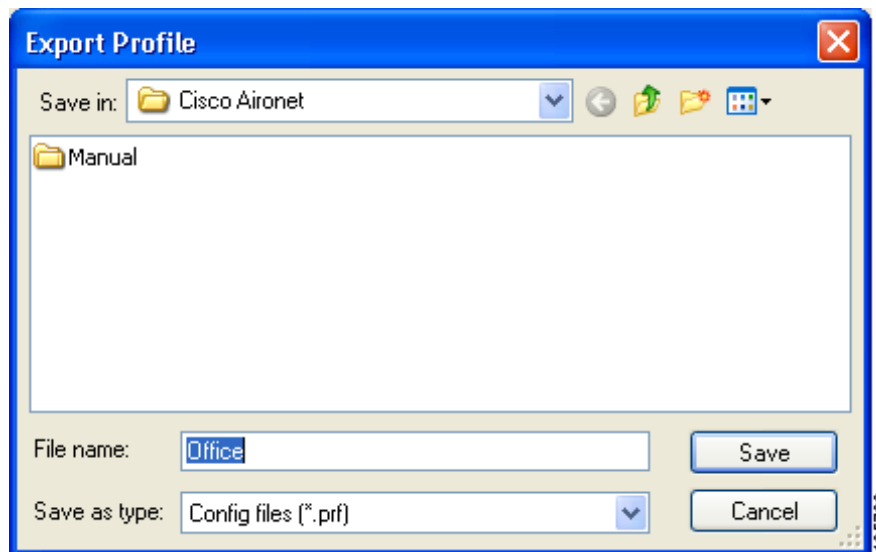 Export Profile
Save in: Cisco Aironet
Manual
File name: Office Save
Save as type: Config files (*.prf) Cancel